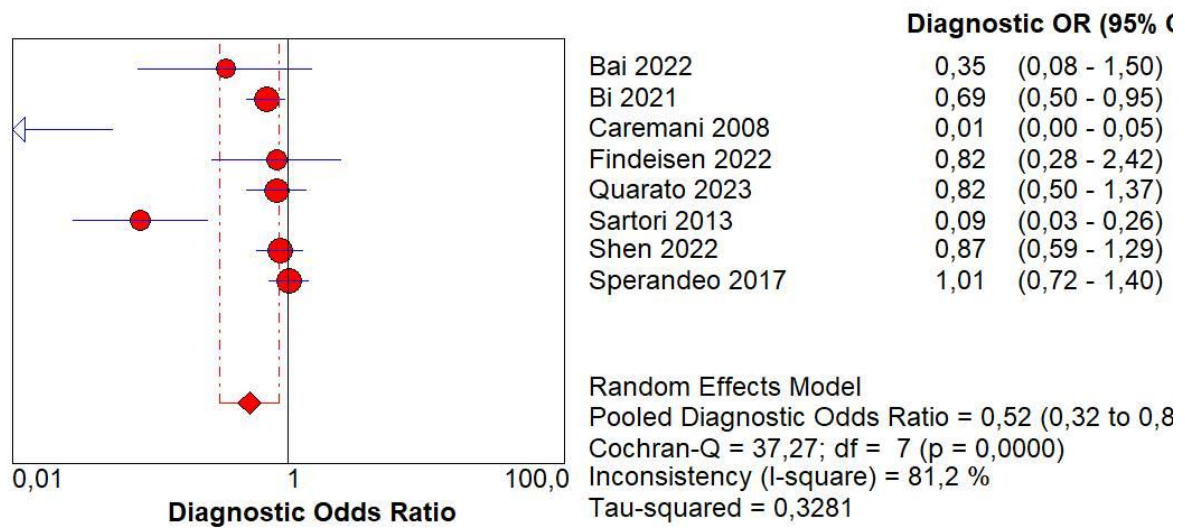 Diagnostic OR (95% C
Bai 2022 0,35 (0,08 - 1,50)
Bi 2021 0,69 (0,50 - 0,95)
Caremani 2008 0,01 (0,00 - 0,05)
Findeisen 2022 0,82 (0,28 - 2,42)
Quarato 2023 0,82 (0,50 - 1,37)
Sartori 2013 0,09 (0,03 - 0,26)
Shen 2022 0,87 (0,59 - 1,29)
Sperandeo 2017 1,01 (0,72 - 1,40)
Random Effects Model
Pooled Diagnostic Odds Ratio = 0,52 (0,32 to 0,8
Cochran-Q = 37,27; df = 7 (p = 0,0000)
Inconsistency (I-square) = 81,2 %
Tau-squared = 0,3281
0,01 1 100,0
Diagnostic Odds Ratio